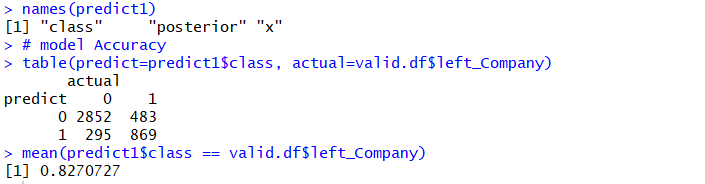 > names(predict1)
[1] "class"     "posterior" "x"
> # model Accuracy
> table(predict=predict1$class, actual=valid.df$left_Company)
       actual
predict    0    1
      0 2852  483
      1  295  869
> mean(predict1$class == valid.df$left_Company)
[1] 0.8270727